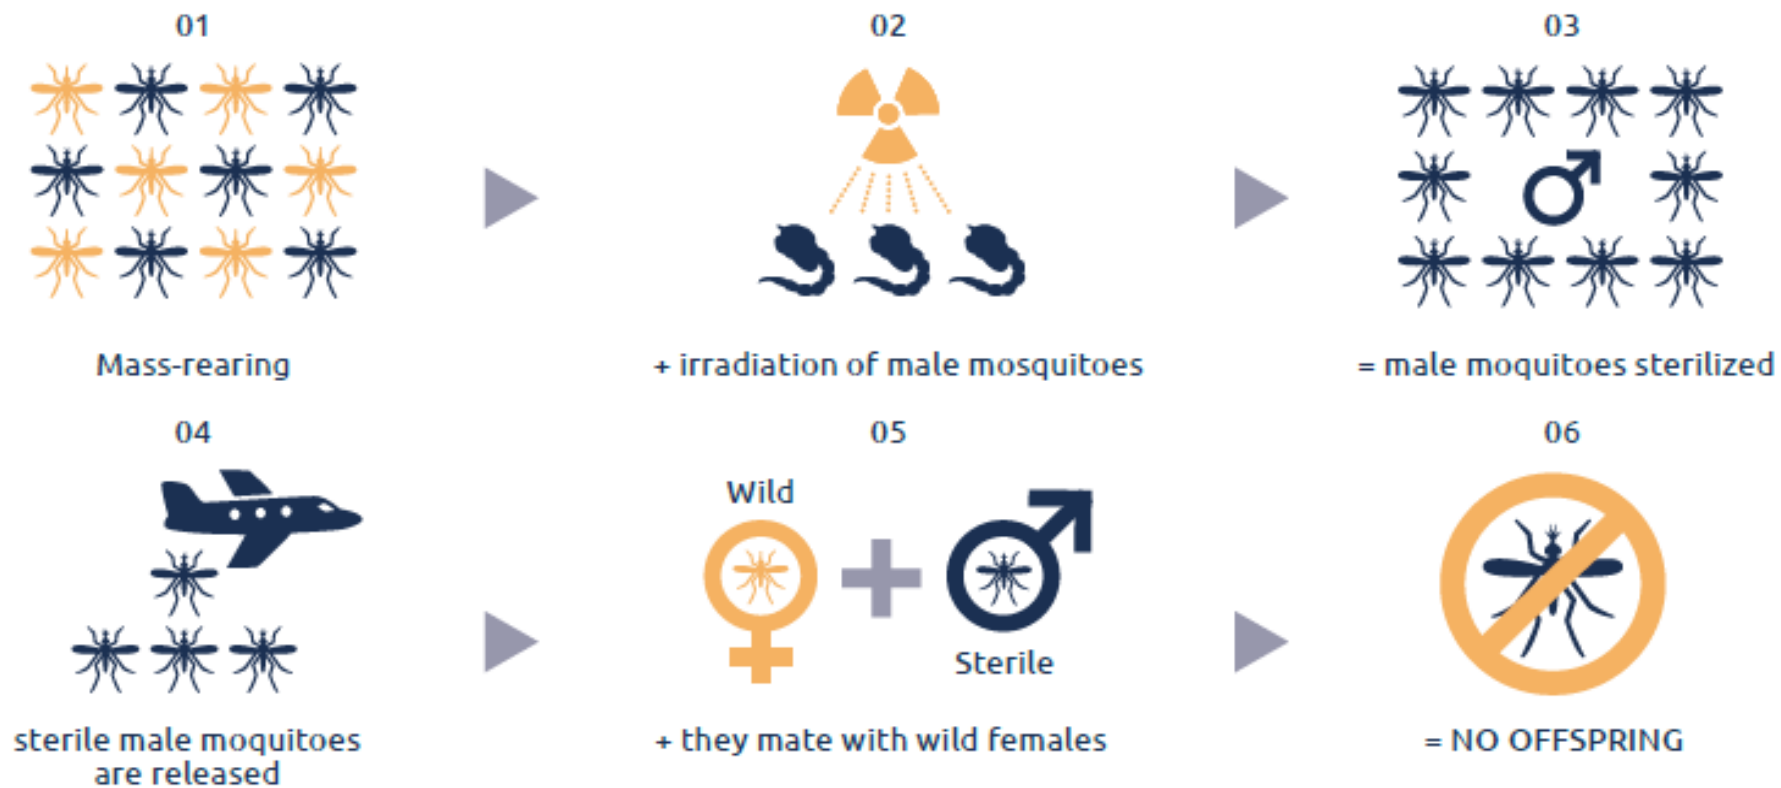 01
02
03
Mass-rearing
+ irradiation of male mosquitoes
= male moquitoes sterilized
04
05
06
Wild
Sterile
sterile male moquitoes
are released
+ they mate with wild females
= NO OFFSPRING